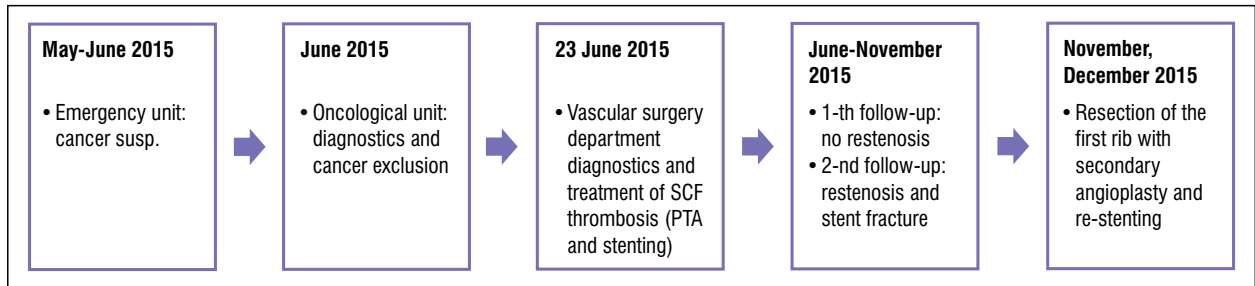 May-June 2015
• Emergency unit:
cancer susp.
June 2015
• Oncological unit:
diagnostics and
cancer exclusion
23 June 2015
• Vascular surgery
department
diagnostics and
treatment of SCF
thrombosis (PTA
and stenting)
June-November
2015
• 1-th follow-up:
no restenosis
• 2-nd follow-up:
restenosis and
stent fracture
November,
December 2015
• Resection of the
first rib with
secondary
angioplasty and
re-stenting